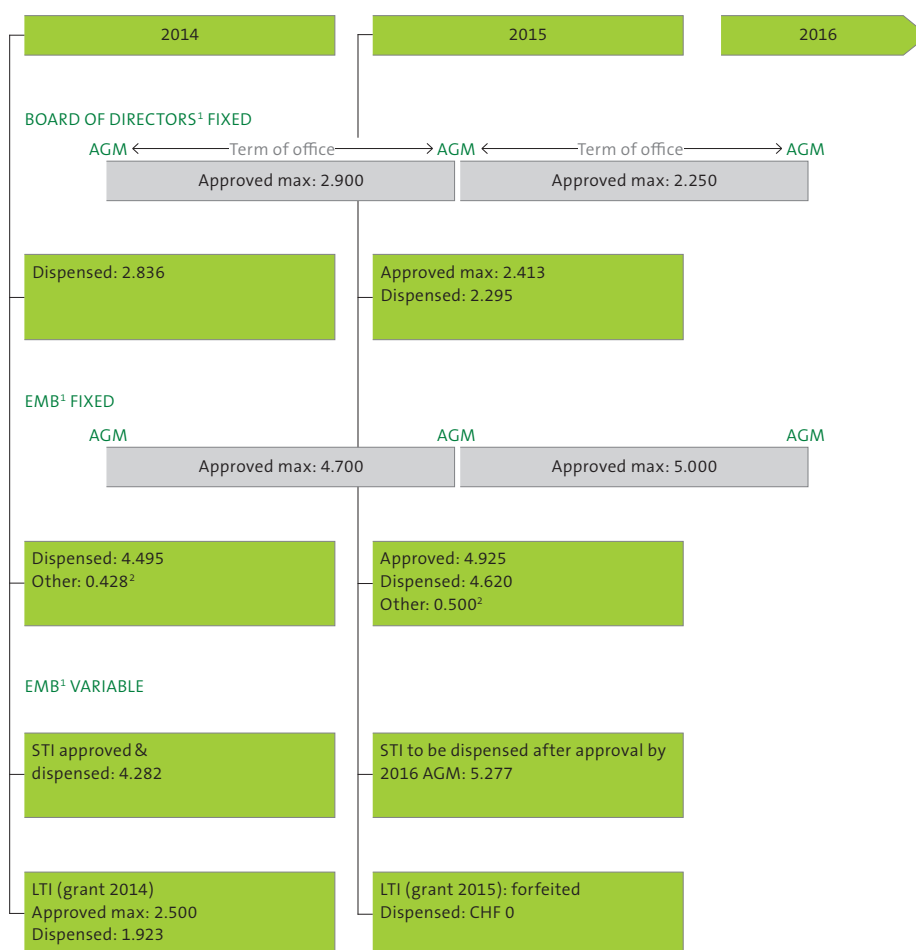 2014 2015 2016
BOARD OF DIRECTORS¹ FIXED
AGM Term of office AGM Term of office AGM
Approved max: 2.900 Approved max: 2.250
Dispensed: 2.836
Approved max: 2.413
Dispensed: 2.295
EMB¹ FIXED
AGM AGM AGM
Approved max: 4.700 Approved max: 5.000
Dispensed: 4.495
Other: 0.428²
Approved: 4.925
Dispensed: 4.620
Other: 0.500²
EMB¹ VARIABLE
STI approved &
dispensed: 4.282
STI to be dispensed after approval by
2016 AGM: 5.277
LTI (grant 2014)
Approved max: 2.500
Dispensed: 1.923
LTI (grant 2015): forfeited
Dispensed: CHF 0